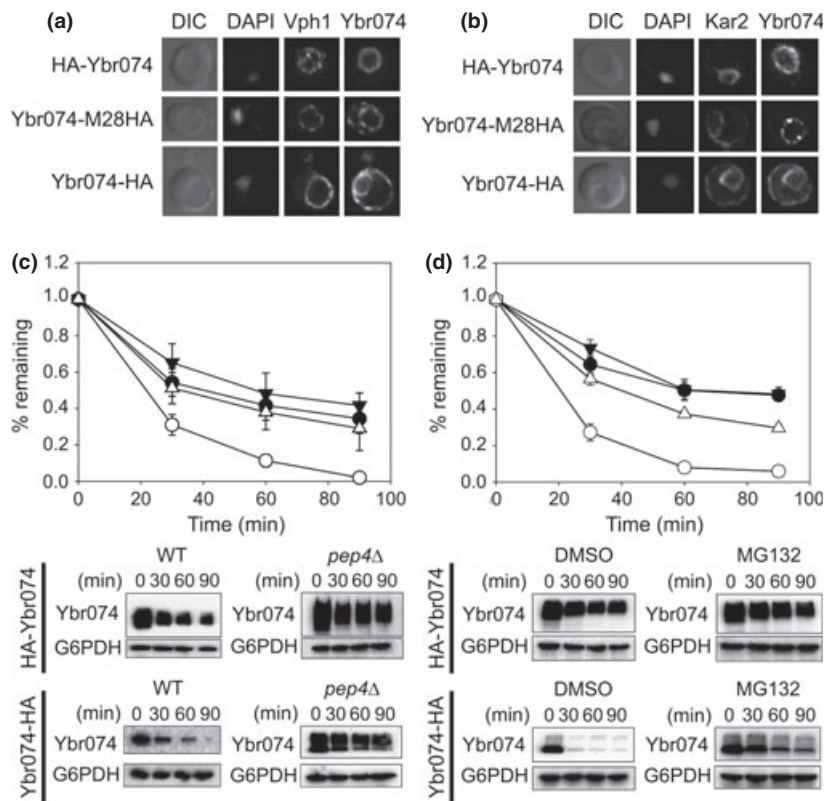 (a)
DIC DAPI Vph1 Ybr074
HA-Ybr074
Ybr074-M28HA
Ybr074-HA
(b)
DIC DAPI Kar2 Ybr074
HA-Ybr074
Ybr074-M28HA
Ybr074-HA
(c)
% remaining
1.2
1.0
0.8
0.6
0.4
0.2
0.0
0 20 40 60 80 100
Time (min)
(d)
% remaining
1.2
1.0
0.8
0.6
0.4
0.2
0.0
0 20 40 60 80 100
Time (min)
HA-Ybr074
WT
(min) 0 30 60 90
Ybr074
G6PDH
pep4Δ
0 30 60 90
Ybr074
G6PDH
Ybr074-HA
WT
(min) 0 30 60 90
Ybr074
G6PDH
pep4Δ
0 30 60 90
Ybr074
G6PDH
HA-Ybr074
DMSO
(min) 0 30 60 90
Ybr074
G6PDH
MG132
(min) 0 30 60 90
Ybr074
G6PDH
Ybr074-HA
DMSO
(min) 0 30 60 90
Ybr074
G6PDH
MG132
(min) 0 30 60 90
Ybr074
G6PDH